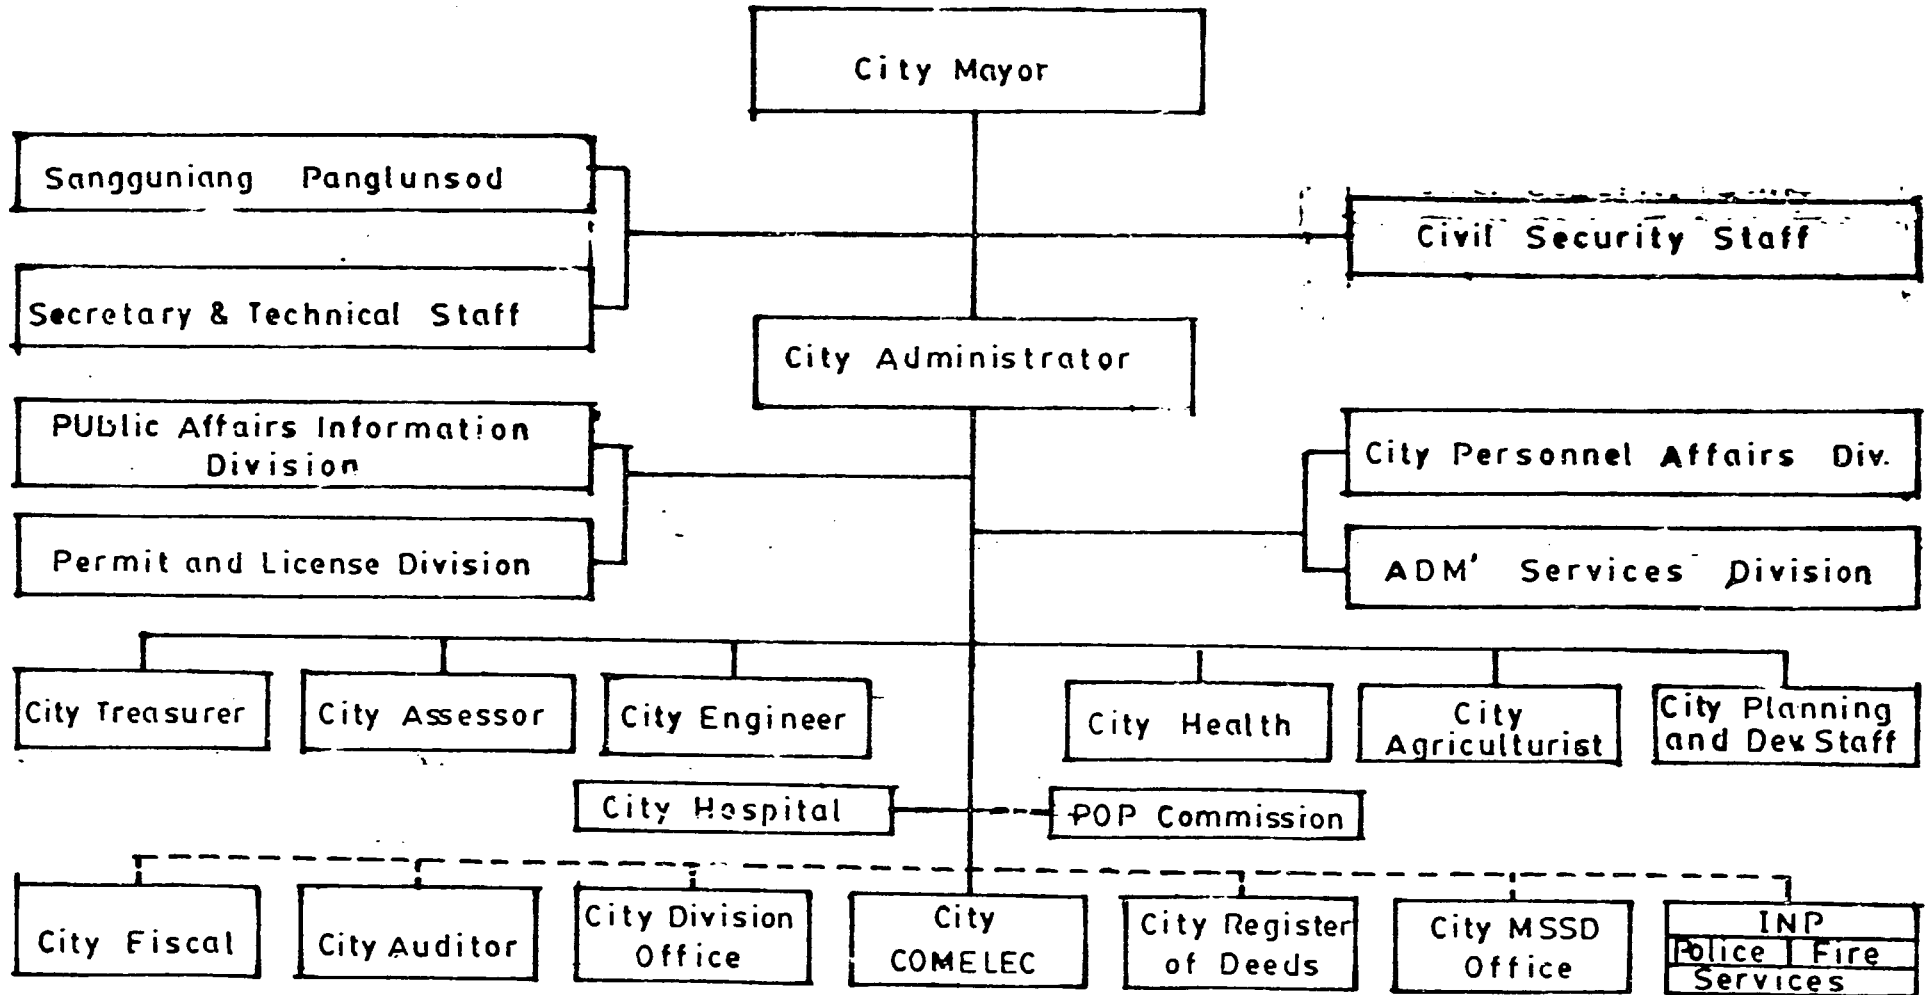 City Mayor
Sangguniang Panglunsod
Civil Security Staff
Secretary & Technical Staff
City Administrator
PUblic Affairs Information
Division
City Personnel Affairs Div.
Permit and License Division
ADM' Services Division
City Treasurer
City Assessor
City Engineer
City Health
City
Agriculturist
City Planning
and Dev. Staff
City Hospital
POP Commission
City Fiscal
City Auditor
City Division
Office
City
COMELEC
City Register
of Deeds
City MSSD
Office
INP
Police Fire
Services